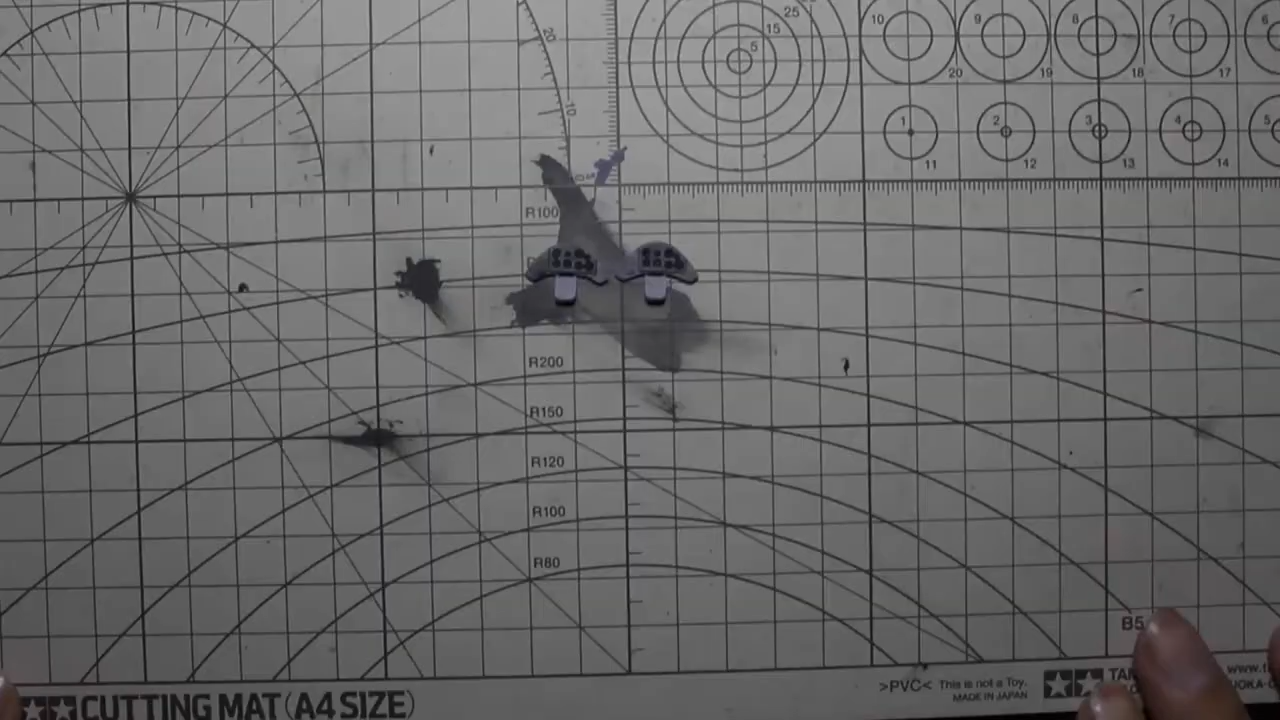 25
15
5
20
10
10 9 8 7 6
20 19 18 17
1 2 3 4 5
11 12 13 14
R100
R200
R150
R120
R100
R80
B5
>PVC< This is not a Toy.
MADE IN JAPAN
www.
CUTTING MAT (A4 SIZE)